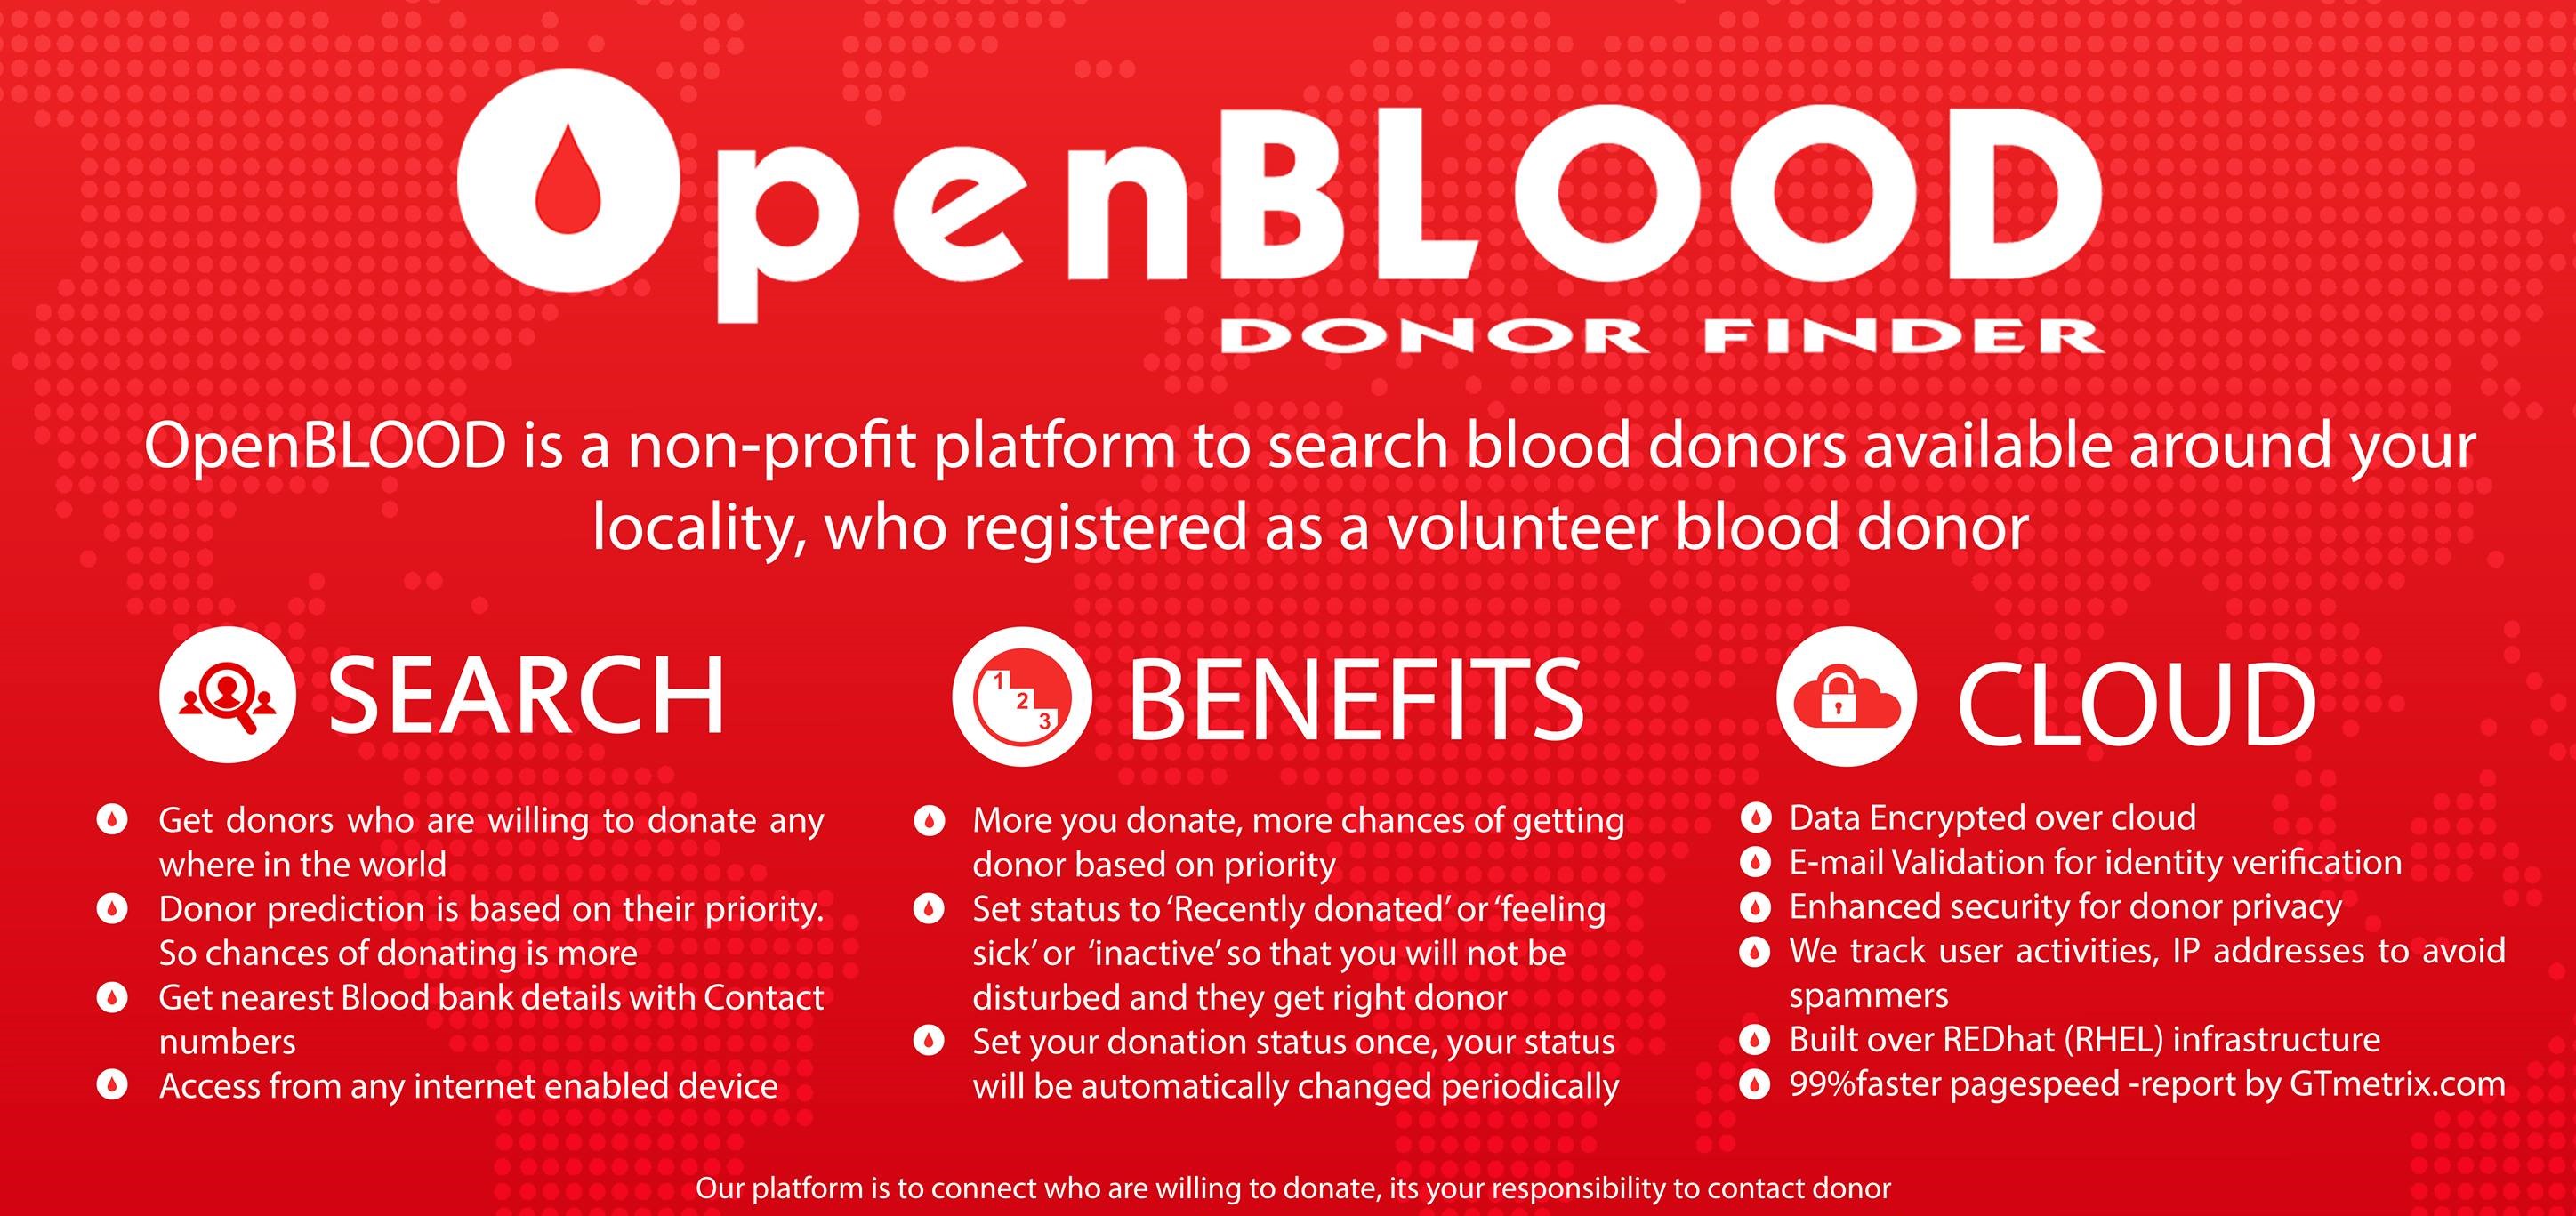 OpenBLOOD
DONOR FINDER
OpenBLOOD is a non-profit platform to search blood donors available around your
locality, who registered as a volunteer blood donor
SEARCH
Get donors who are willing to donate any
where in the world
Donor prediction is based on their priority.
So chances of donating is more
Get nearest Blood bank details with Contact
numbers
Access from any internet enabled device
1
2
3
BENEFITS
More you donate, more chances of getting
donor based on priority
Set status to ‘Recently donated’ or ‘feeling
sick’ or ‘inactive’ so that you will not be
disturbed and they get right donor
Set your donation status once, your status
will be automatically changed periodically
CLOUD
Data Encrypted over cloud
E-mail Validation for identity verification
Enhanced security for donor privacy
We track user activities, IP addresses to avoid
spammers
Built over REDhat (RHEL) infrastructure
99%faster pagespeed -report by GTmetrix.com
Our platform is to connect who are willing to donate, its your responsibility to contact donor